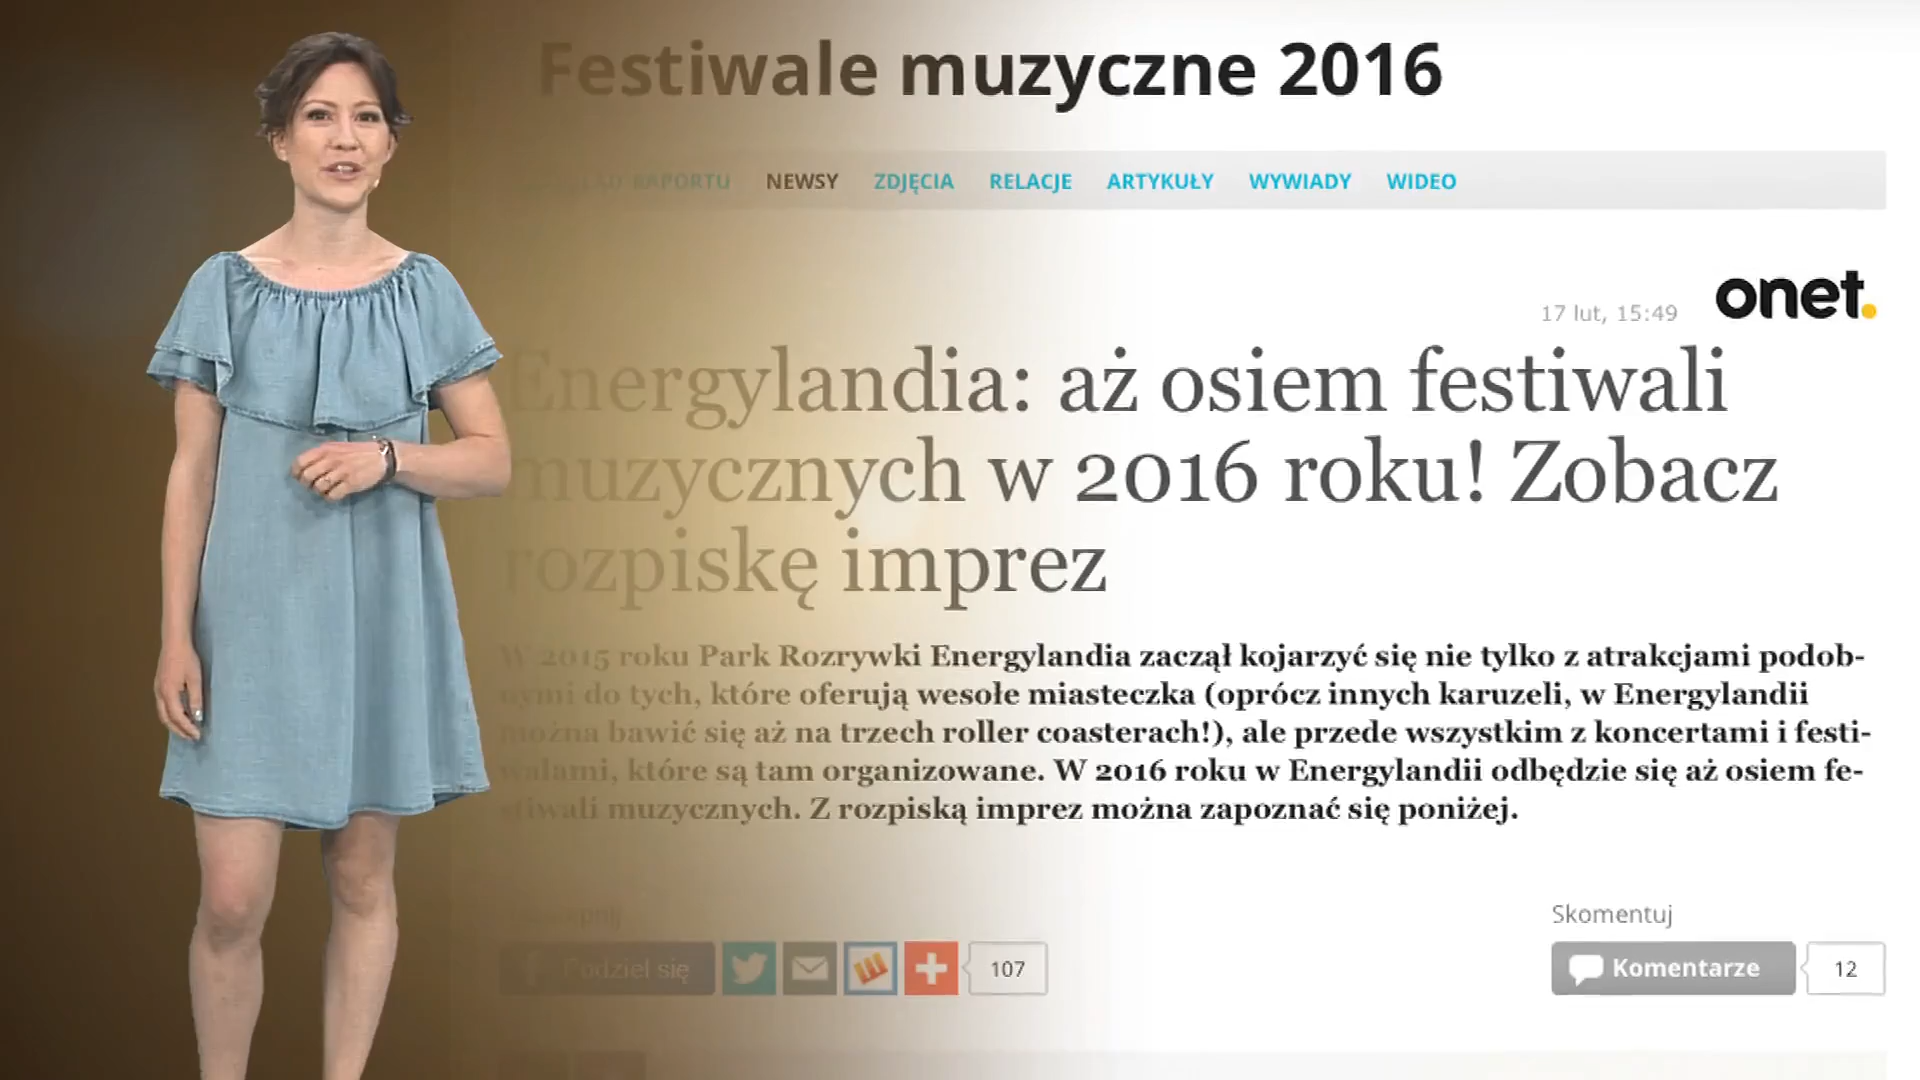 Festiwale muzyczne 2016
RAPORTU NEWSY ZDJĘCIA RELACJE ARTYKUŁY WYWIADY WIDEO
17 lut, 15:49 onet.
Energylandia: aż osiem festiwali
muzycznych w 2016 roku! Zobacz
rozpiskę imprez
W 2015 roku Park Rozrywki Energylandia zaczął kojarzyć się nie tylko z atrakcjami podob-
nymi do tych, które oferują wesołe miasteczka (oprócz innych karuzeli, w Energylandii
można bawić się aż na trzech roller coasterach!), ale przede wszystkim z koncertami i festi-
walami, które są tam organizowane. W 2016 roku w Energylandii odbędzie się aż osiem fe-
stiwali muzycznych. Z rozpiską imprez można zapoznać się poniżej.
Skomentuj
Podziel się 107 Komentarze 12